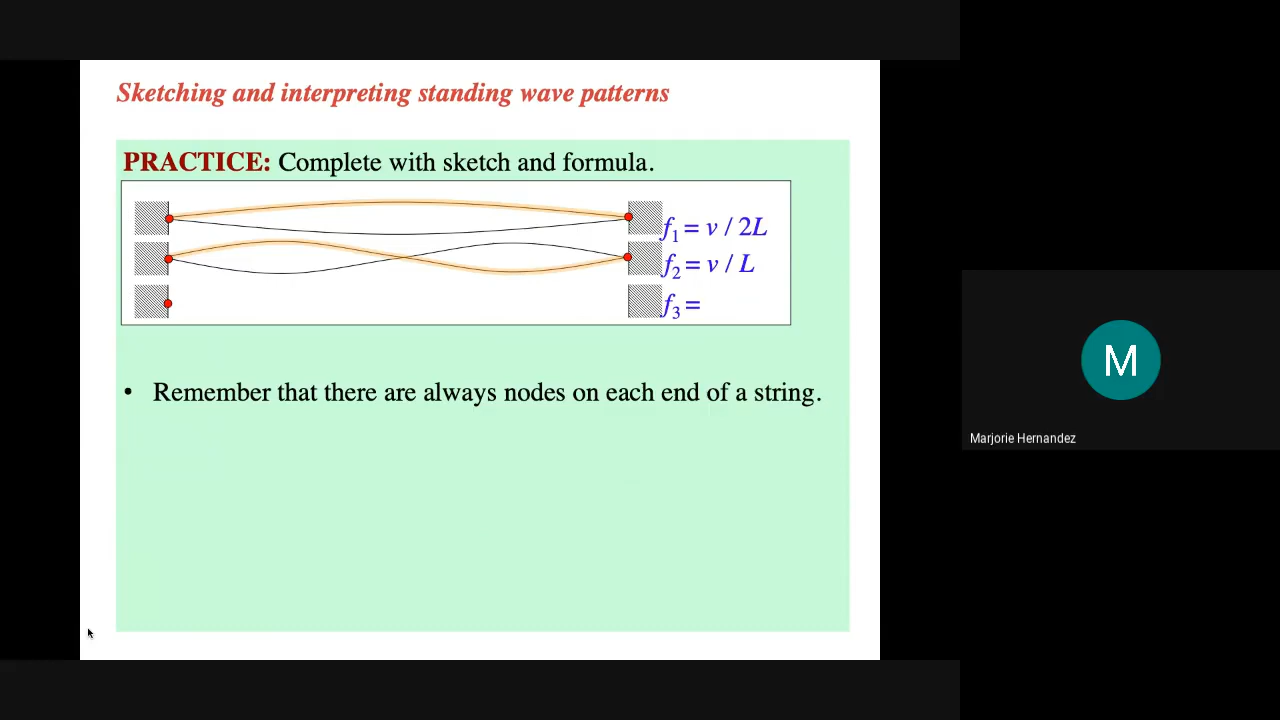 Sketching and interpreting standing wave patterns
PRACTICE: Complete with sketch and formula.
f1 = v / 2L
f2 = v / L
f3 =
• Remember that there are always nodes on each end of a string.
M
Marjorie Hernandez